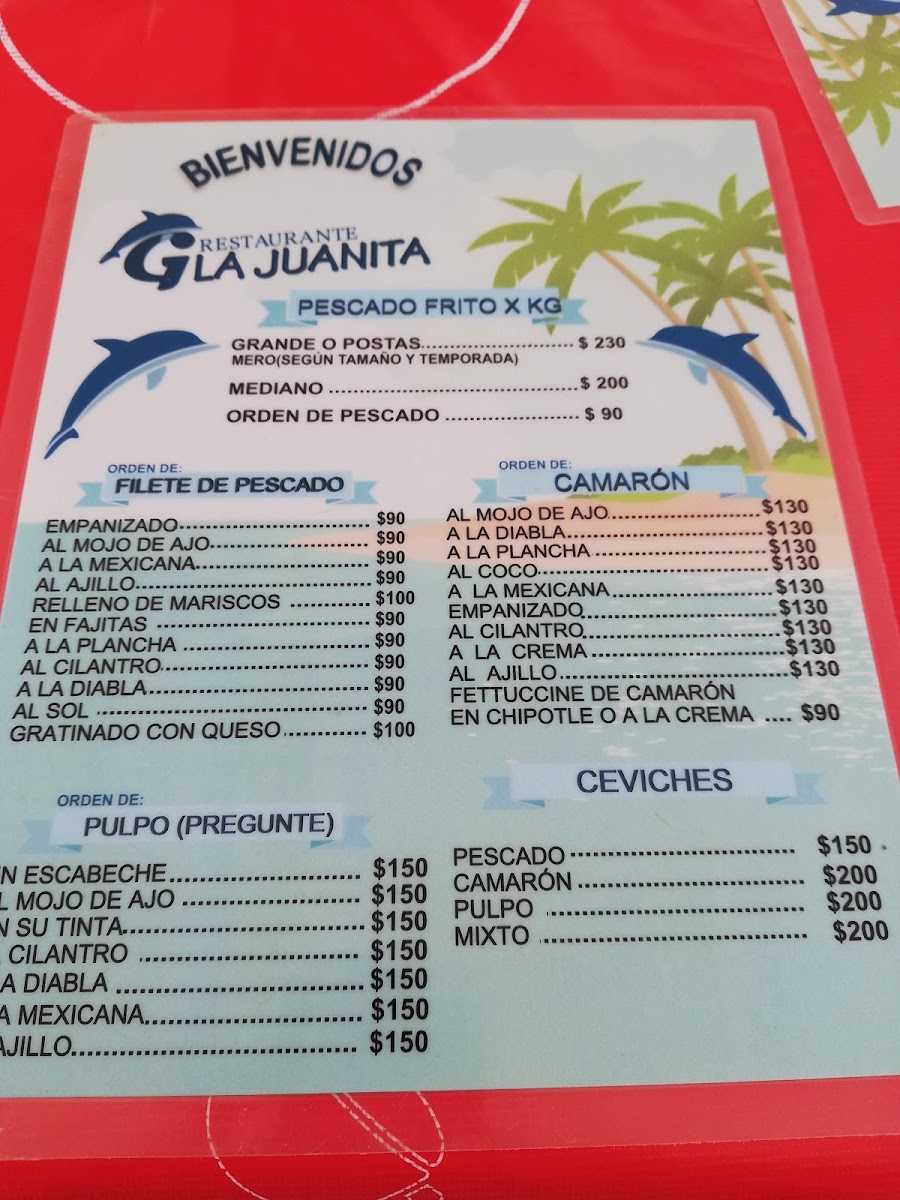 BIENVENIDOS
RESTAURANTE
LA JUANITA
PESCADO FRITO X KG
GRANDE O POSTAS.......................... $ 230
MERO(SEGÚN TAMAÑO Y TEMPORADA)
MEDIANO ..........................................$ 200
ORDEN DE PESCADO ...................... $ 90
ORDEN DE:
FILETE DE PESCADO
EMPANIZADO................................ $90
AL MOJO DE AJO.......................... $90
A LA MEXICANA............................. $90
AL AJILLO....................................... $90
RELLENO DE MARISCOS ............. $100
EN FAJITAS .................................... $90
A LA PLANCHA ............................... $90
AL CILANTRO.................................. $90
A LA DIABLA.................................... $90
AL SOL ............................................ $90
GRATINADO CON QUESO.............. $100
ORDEN DE:
CAMARÓN
AL MOJO DE AJO........................$130
A LA DIABLA................................$130
A LA PLANCHA ...........................$130
AL COCO.....................................$130
A LA MEXICANA..........................$130
EMPANIZADO..............................$130
AL CILANTRO..............................$130
A LA CREMA ..............................$130
AL AJILLO....................................$130
FETTUCCINE DE CAMARÓN
EN CHIPOTLE O A LA CREMA .... $90
ORDEN DE:
PULPO (PREGUNTE)
N ESCABECHE........................... $150
L MOJO DE AJO ......................... $150
N SU TINTA.................................$150
CILANTRO ................................ $150
A DIABLA ...................................$150
A MEXICANA............................... $150
AJILLO........................................ $150
CEVICHES
PESCADO ................................ $150
CAMARÓN ................................ $200
PULPO ..................................... $200
MIXTO ...................................... $200